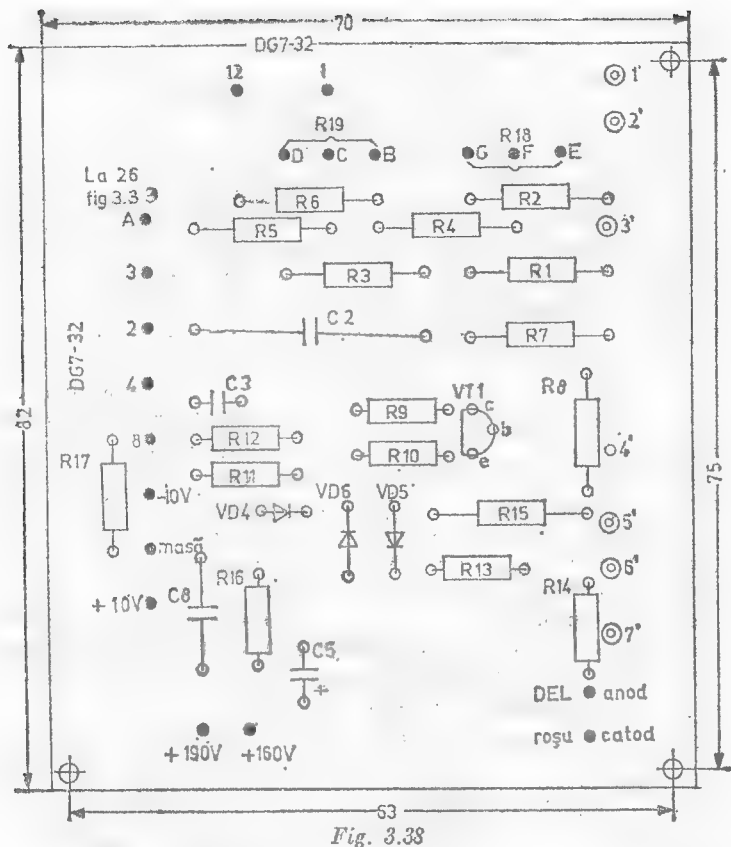 70
DG7-32
12 1 1'
2'
R19 R18
D C B G F E
La 26
fig 3.3
R6 R2
A R5 R4 3'
3 R3 R1
2 C2 R7
DG7-32
4 C3 VT1 c R8
82
R9 b
8 R12 4'
R17 R10 e
R11 75
-10V VD4 VD6 VD5 R15 5'
masă R16 R13 6'
+10V C8 R14
C5 7'
+
DEL anod
+190V +160V roşu catod
63
Fig. 3.38